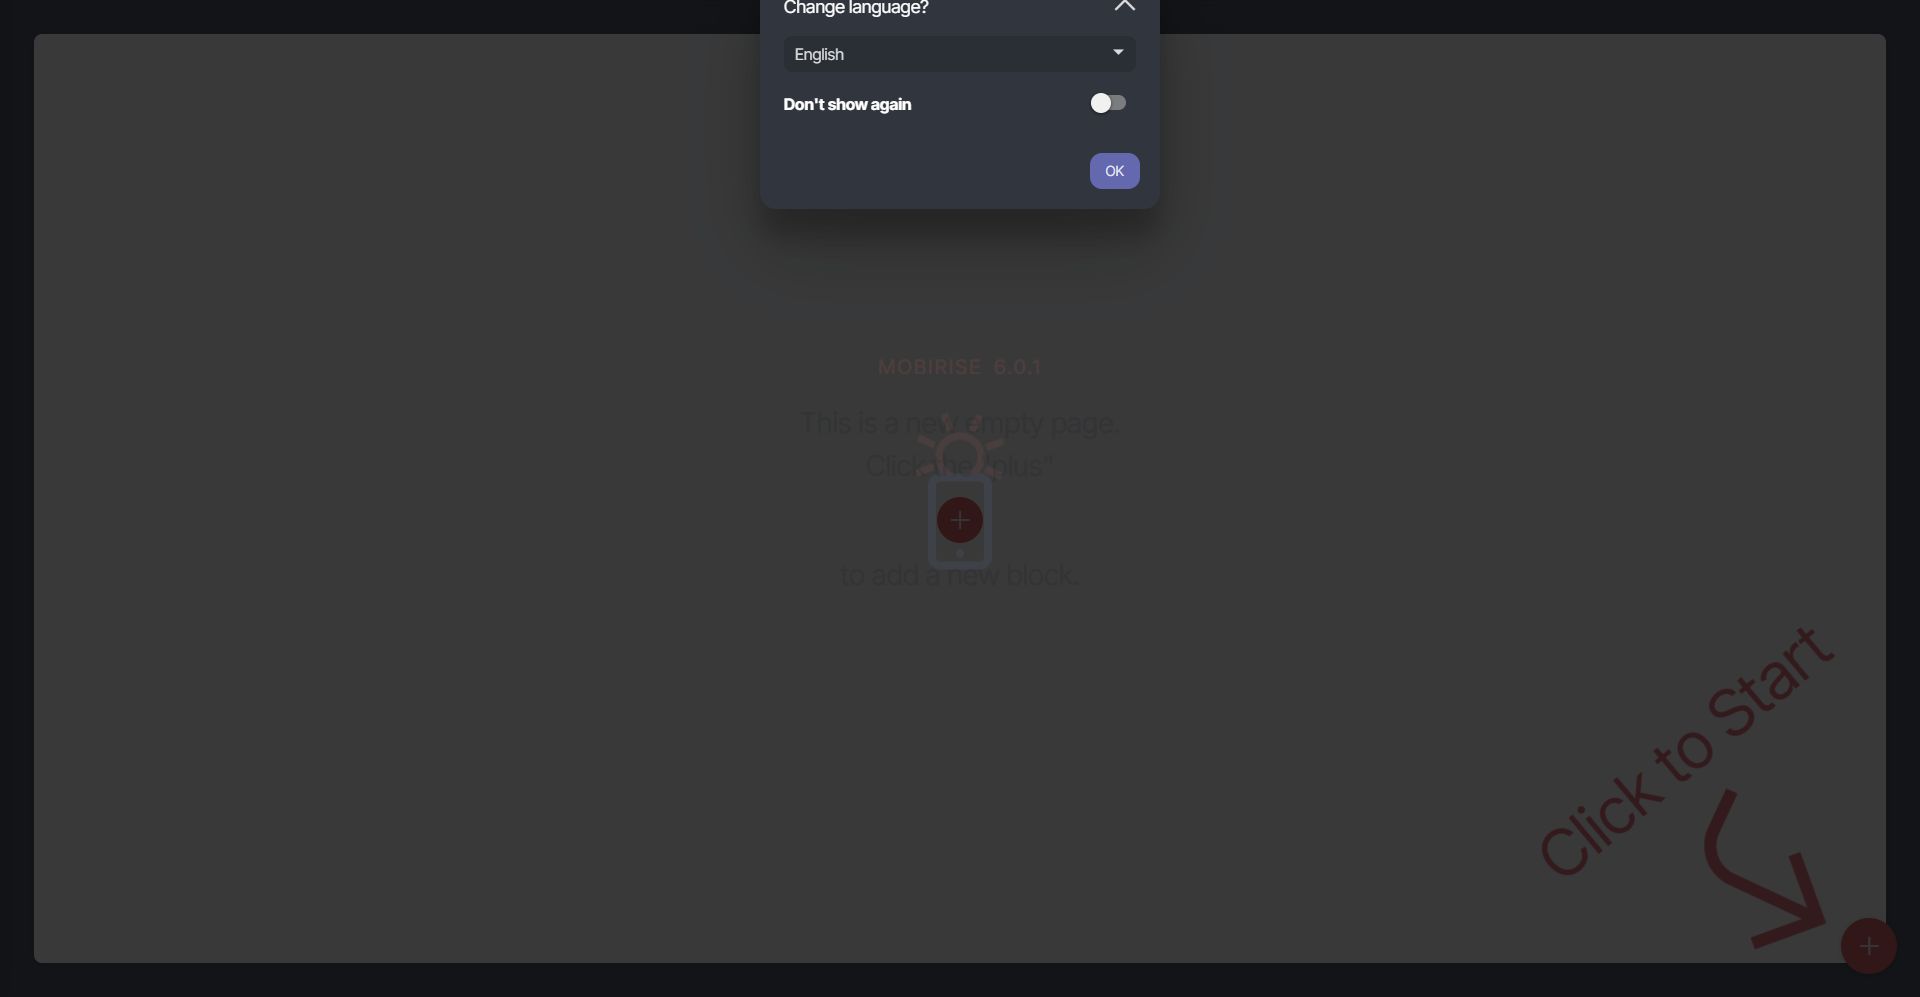 Change language?
English
Don't show again
OK
MOBIRISE 6.0.1
This is a new empty page.
Click the "plus"
to add a new block.
Click to Start